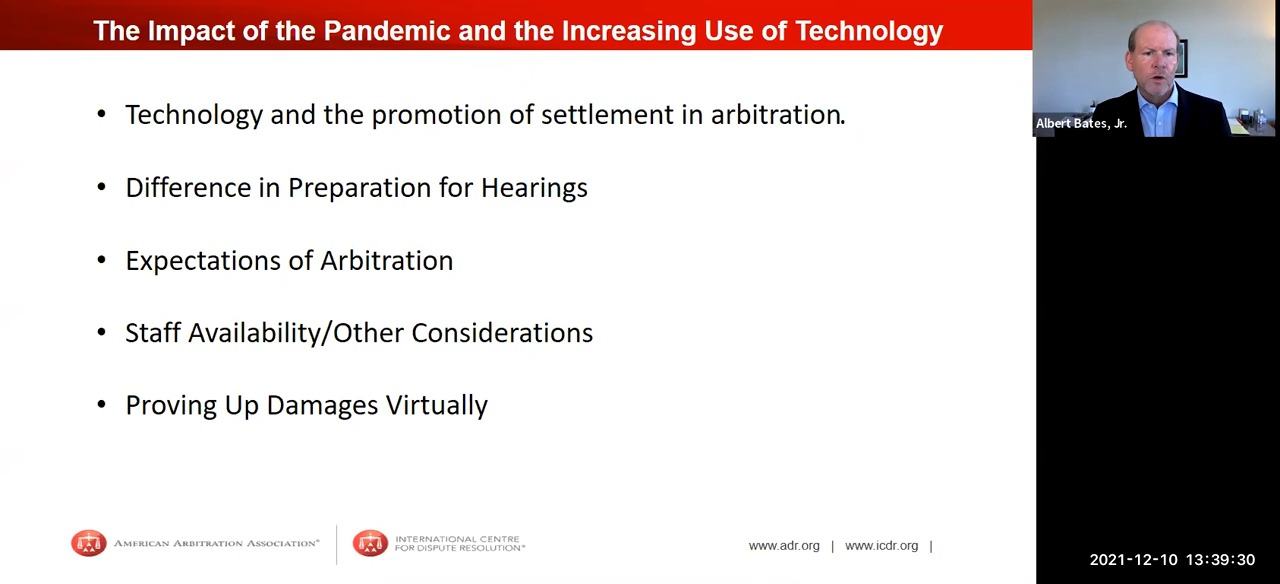 The Impact of the Pandemic and the Increasing Use of Technology
• Technology and the promotion of settlement in arbitration.
• Difference in Preparation for Hearings
• Expectations of Arbitration
• Staff Availability/Other Considerations
• Proving Up Damages Virtually
Albert Bates, Jr.
AMERICAN ARBITRATION ASSOCIATION®
INTERNATIONAL CENTRE
FOR DISPUTE RESOLUTION®
www.adr.org | www.icdr.org |
2021-12-10 13:39:30